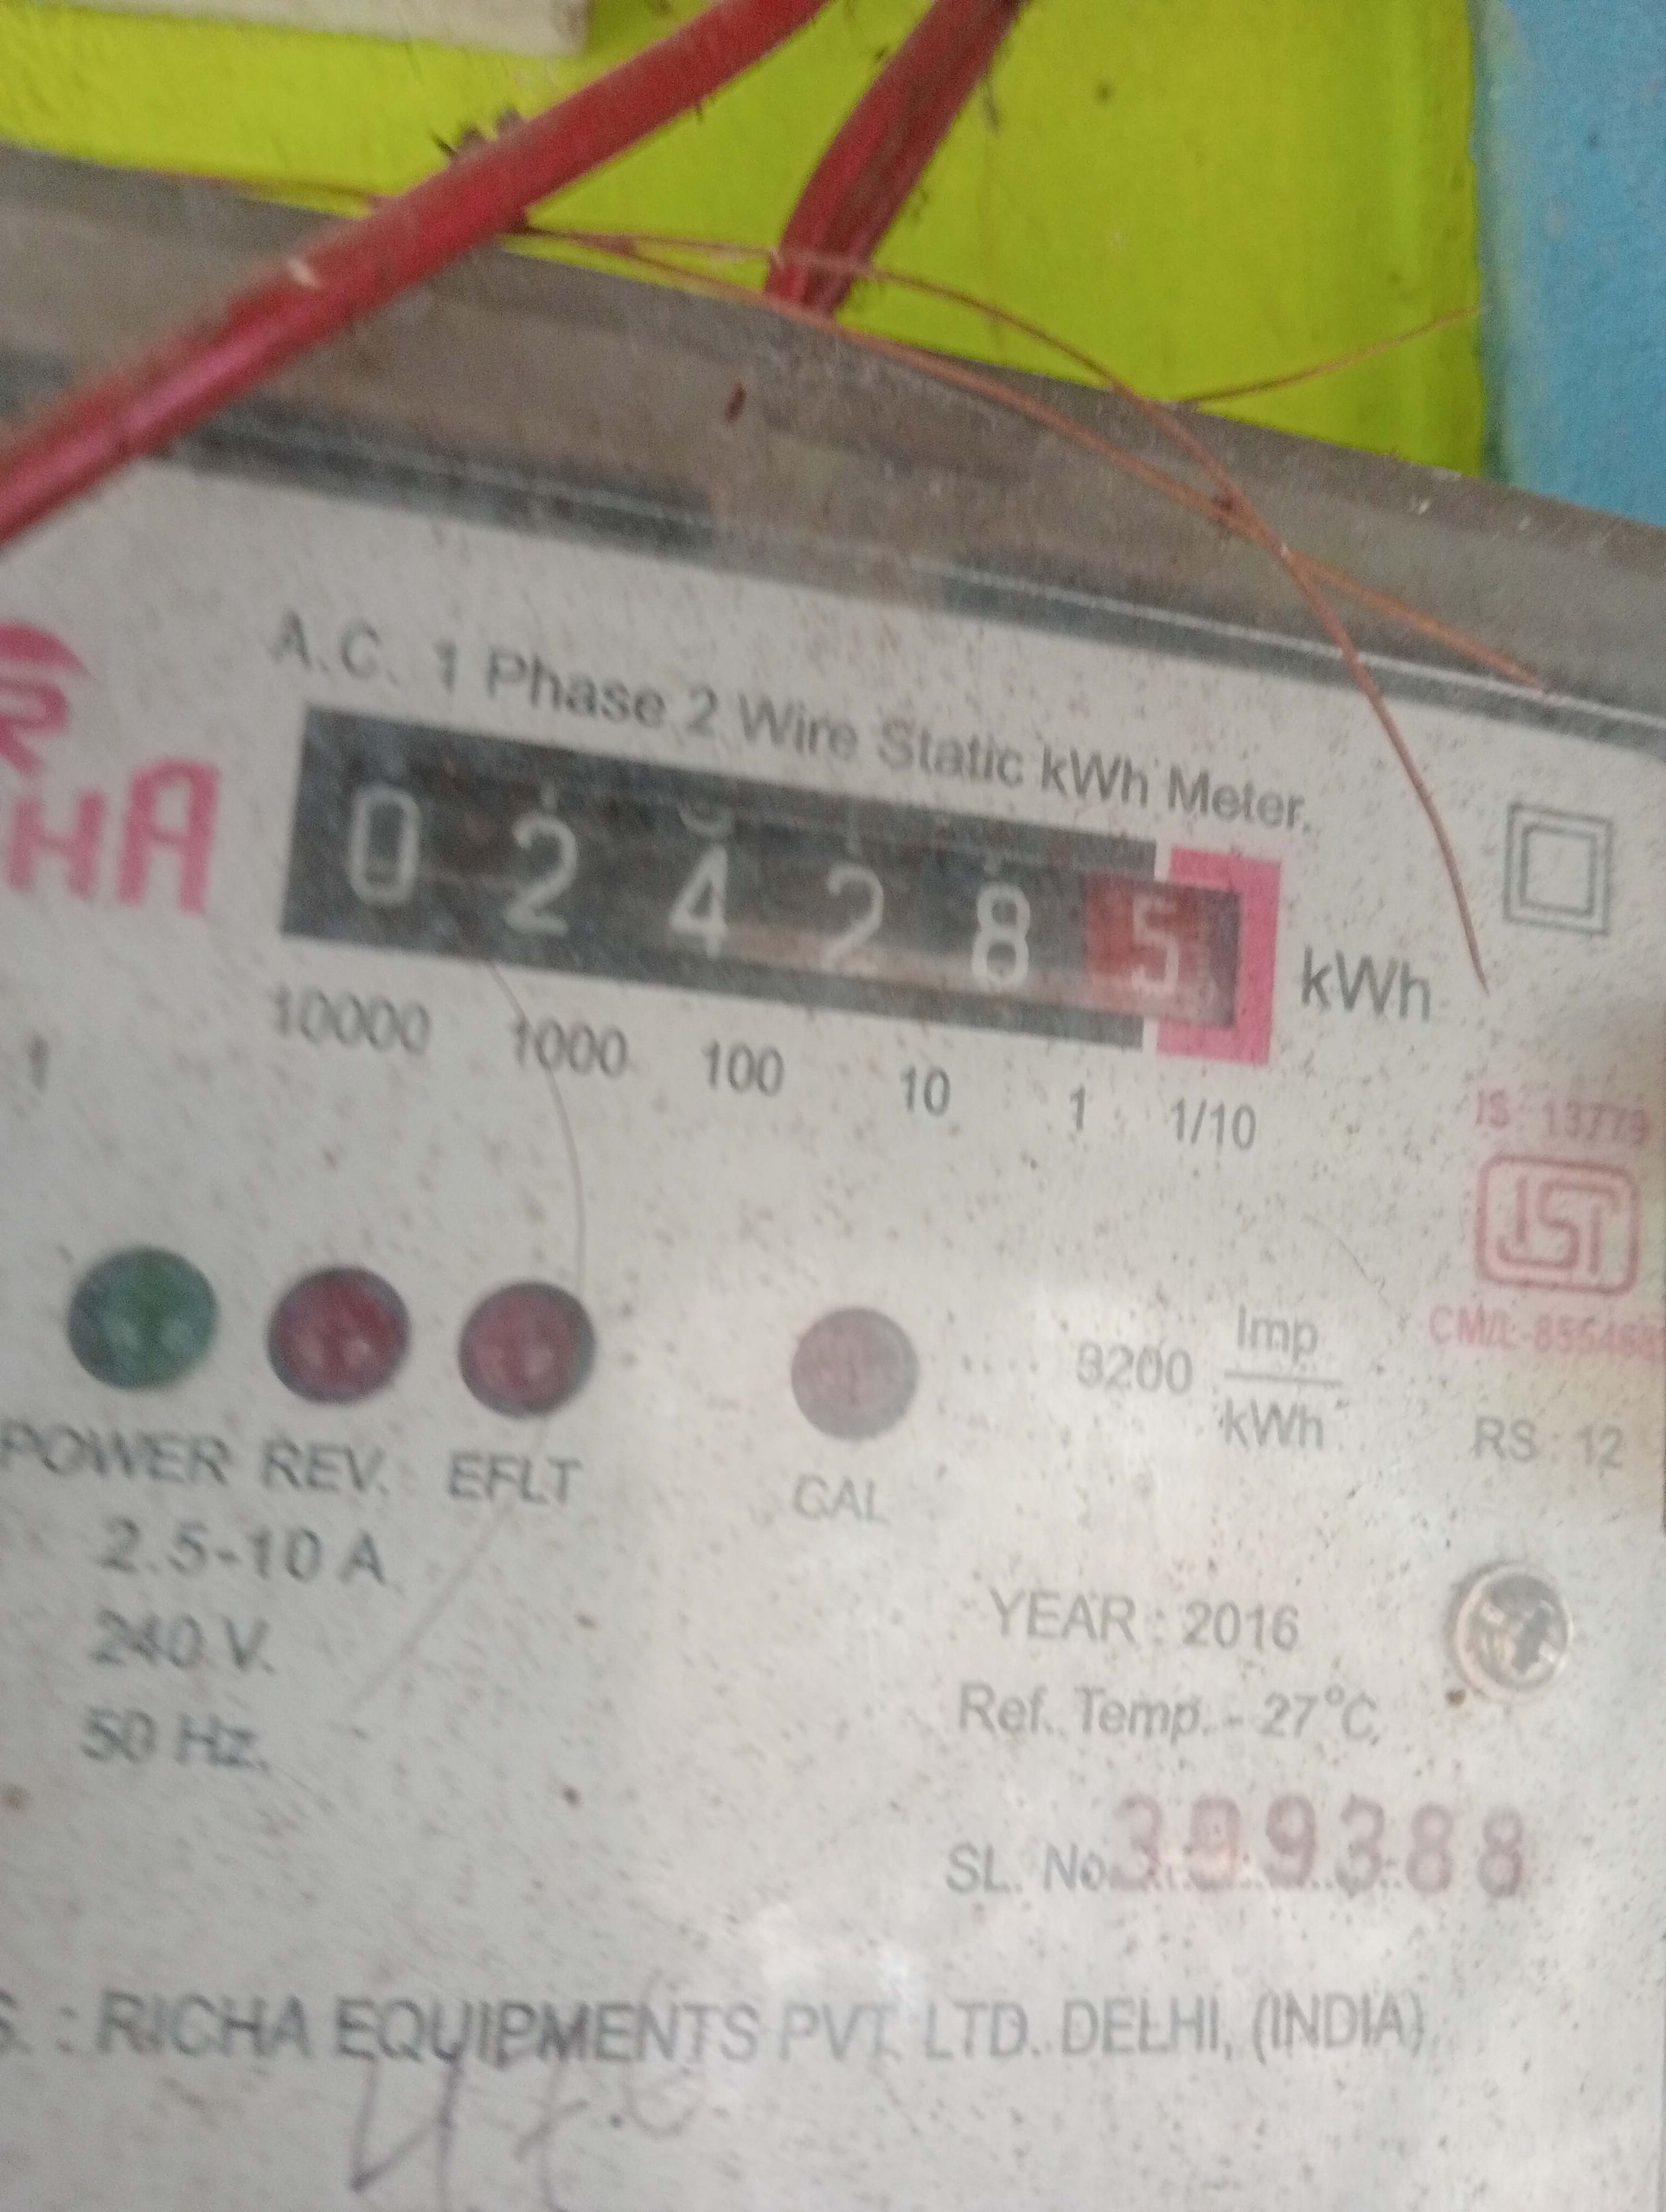 A.C. 1 Phase 2 Wire Static kWh Meter.
HA
0 2 4 2 8 5
kWh
10000 1000 100 10 1 1/10
1
IS: 13779
ISI
POWER REV. EFLT
CAL
3200 Imp
kWh
RS : 12
2.5-10 A
240 V.
50 Hz.
YEAR : 2016
Ref. Temp. - 27°C
SL. No.
RICHA EQUIPMENTS PVT. LTD. DELHI, (INDIA)